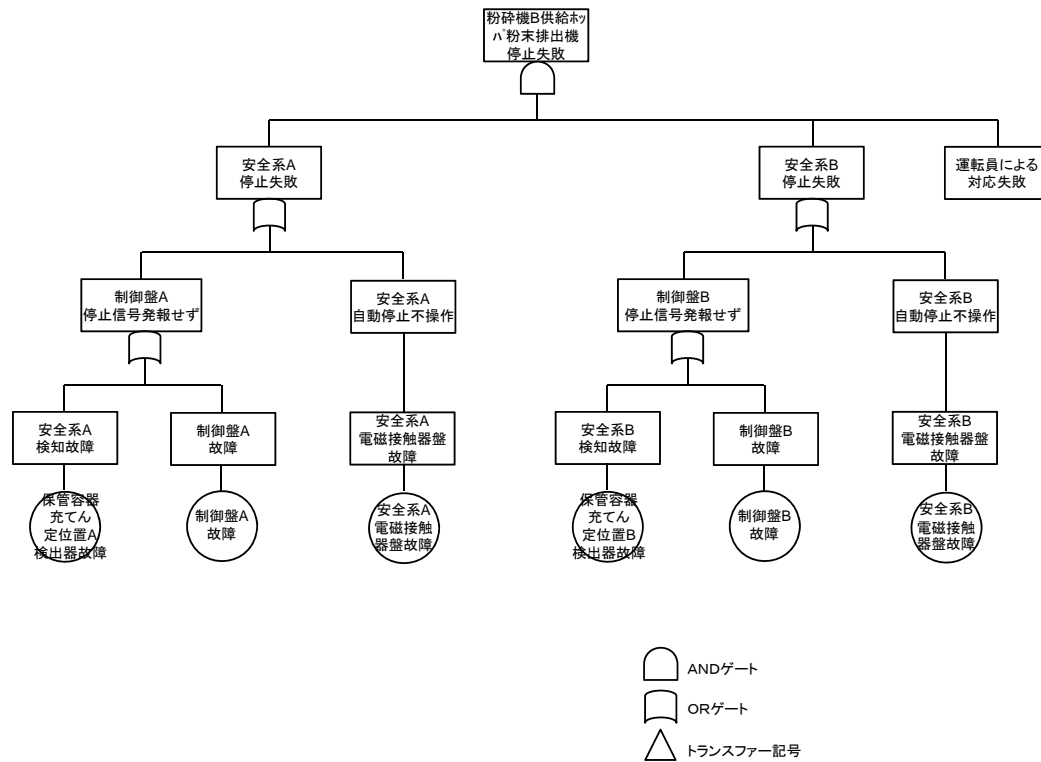 粉砕機B供給ホッ
パ粉末排出機
停止失敗
安全系A
停止失敗
安全系B
停止失敗
運転員による
対応失敗
制御盤A
停止信号発報せず
安全系A
自動停止不操作
制御盤B
停止信号発報せず
安全系B
自動停止不操作
安全系A
検知故障
制御盤A
故障
安全系A
電磁接触器盤
故障
安全系B
検知故障
制御盤B
故障
安全系B
電磁接触器盤
故障
保管容器
充てん
定位置A
検出器故障
制御盤A
故障
安全系A
電磁接触
器盤故障
保管容器
充てん
定位置B
検出器故障
制御盤B
故障
安全系B
電磁接触
器盤故障
ANDゲート
ORゲート
トランスファー記号